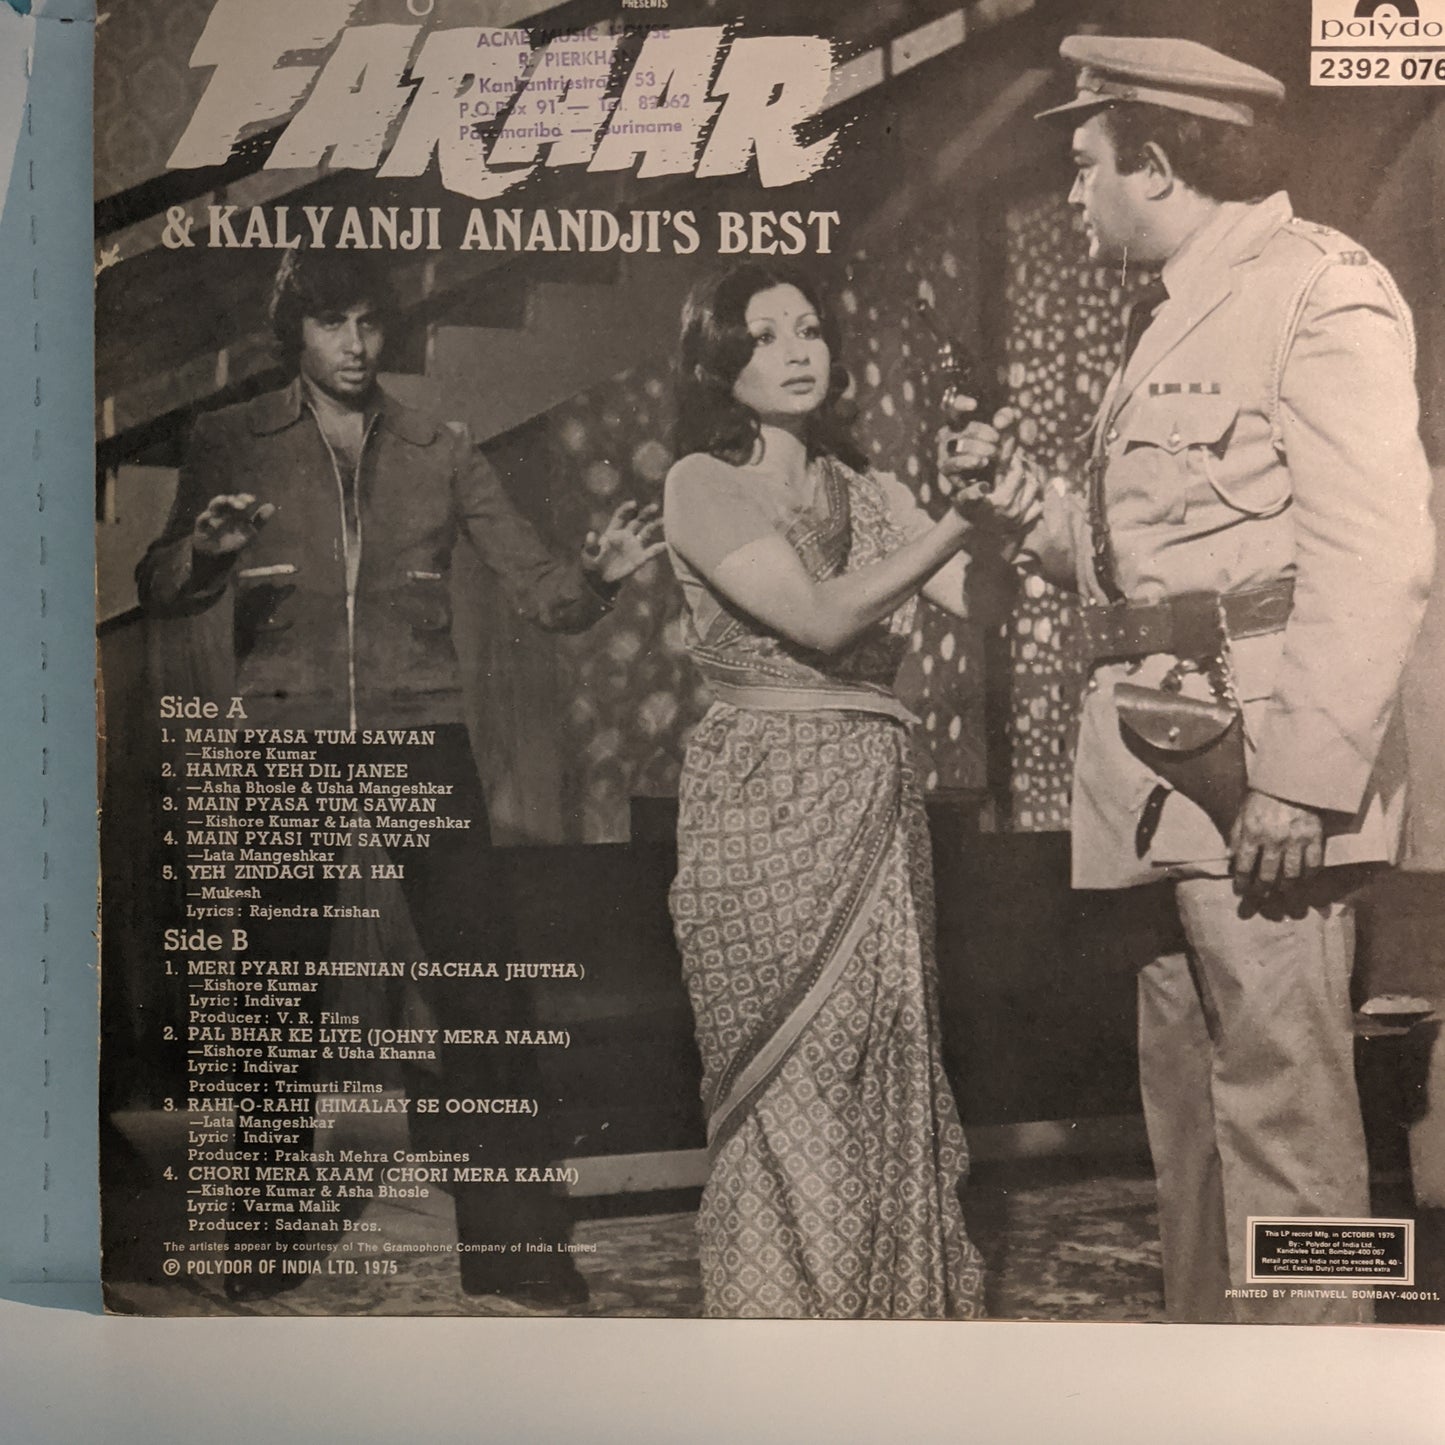 PRESENTS
FARAAR
ACME MUSIC HOUSE
R. PIERKHAN
Kankantriestraat 53
P.O.Box 91 — Tel. 83662
Paramaribo — Suriname
& KALYANJI ANANDJI'S BEST
polydo
2392 076
Side A
1. MAIN PYASA TUM SAWAN
—Kishore Kumar
2. HAMRA YEH DIL JANEE
—Asha Bhosle & Usha Mangeshkar
3. MAIN PYASA TUM SAWAN
—Kishore Kumar & Lata Mangeshkar
4. MAIN PYASI TUM SAWAN
—Lata Mangeshkar
5. YEH ZINDAGI KYA HAI
—Mukesh
Lyrics: Rajendra Krishan
Side B
1. MERI PYARI BAHENIAN (SACHAA JHUTHA)
—Kishore Kumar
Lyric: Indivar
Producer: V. R. Films
2. PAL BHAR KE LIYE (JOHNY MERA NAAM)
—Kishore Kumar & Usha Khanna
Lyric: Indivar
Producer: Trimurti Films
3. RAHI-O-RAHI (HIMALAY SE OONCHA)
—Lata Mangeshkar
Lyric: Indivar
Producer: Prakash Mehra Combines
4. CHORI MERA KAAM (CHORI MERA KAAM)
—Kishore Kumar & Asha Bhosle
Lyric: Varma Malik
Producer: Sadanah Bros.
The artistes appear by courtesy of The Gramophone Company of India Limited
℗ POLYDOR OF INDIA LTD. 1975
This LP record Mfg. in OCTOBER 1975
By:- Polydor of India Ltd.
Kandivlee East, Bombay-400 067
Retail price in India not to exceed Rs. 40/-
(incl. Excise Duty) other taxes extra
PRINTED BY PRINTWELL BOMBAY-400 011.